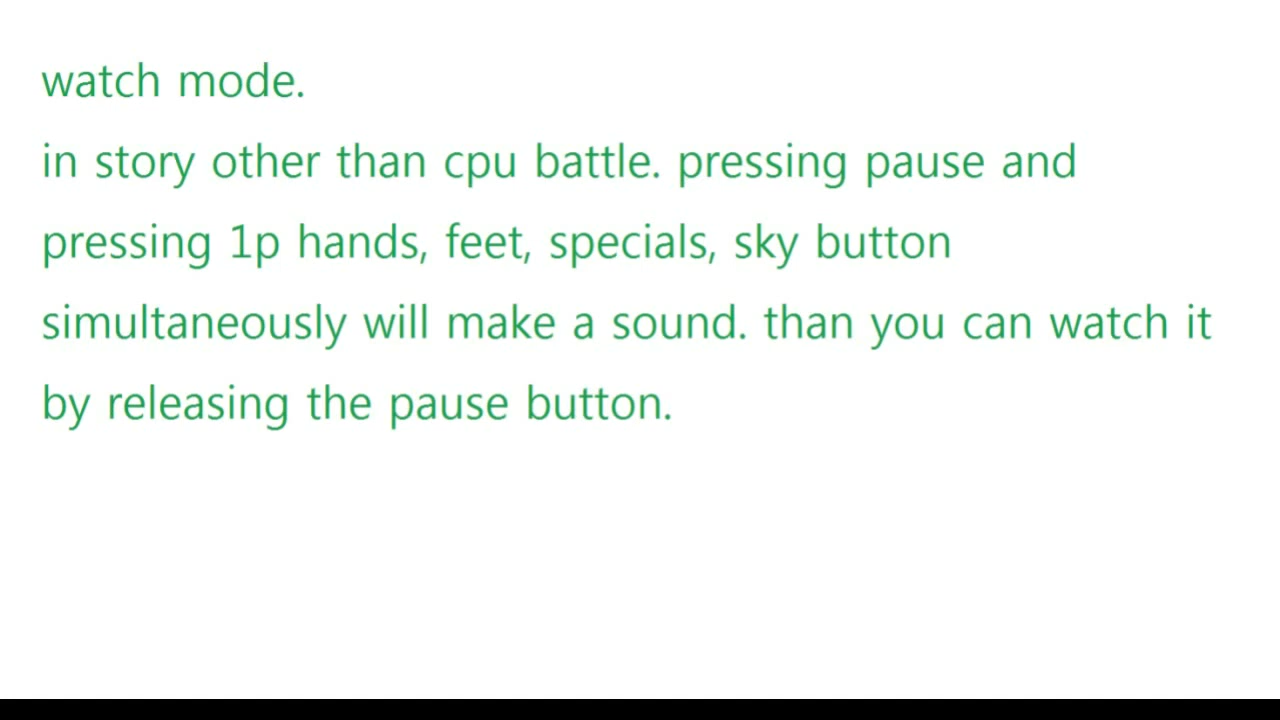 watch mode.
in story other than cpu battle. pressing pause and
pressing 1p hands, feet, specials, sky button
simultaneously will make a sound. than you can watch it
by releasing the pause button.